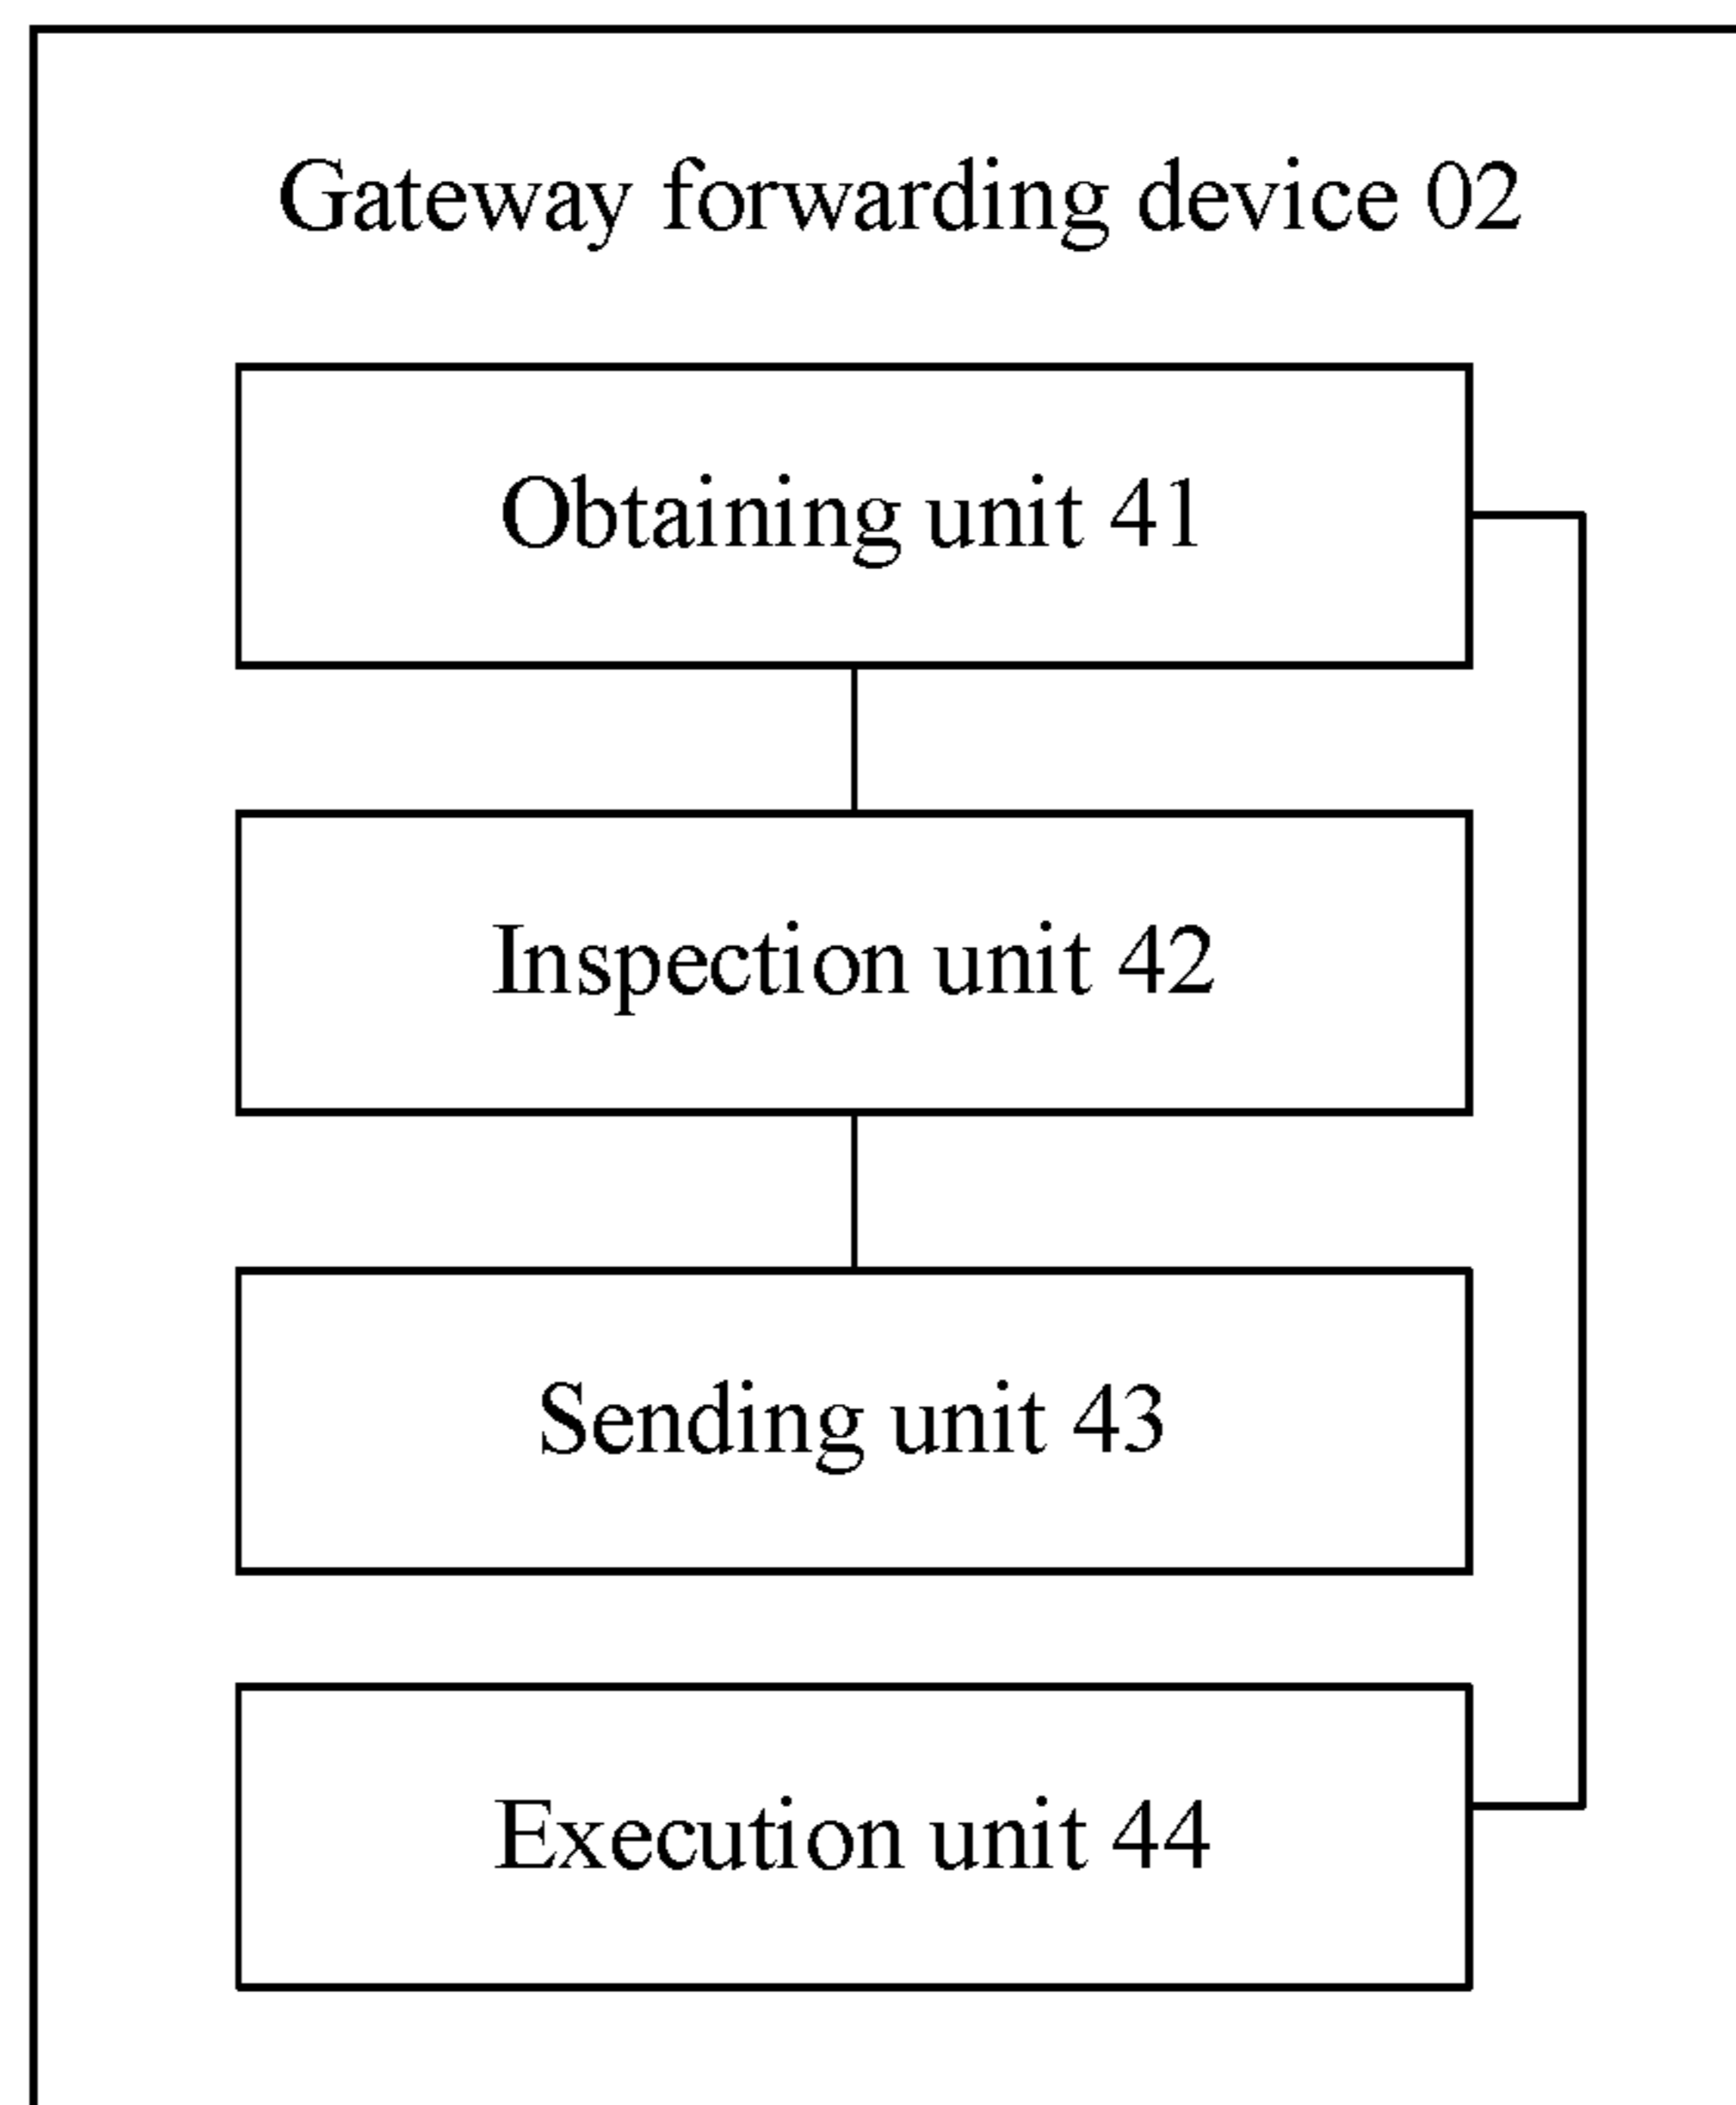 Gateway forwarding device 02
Obtaining unit 41
Inspection unit 42
Sending unit 43
Execution unit 44